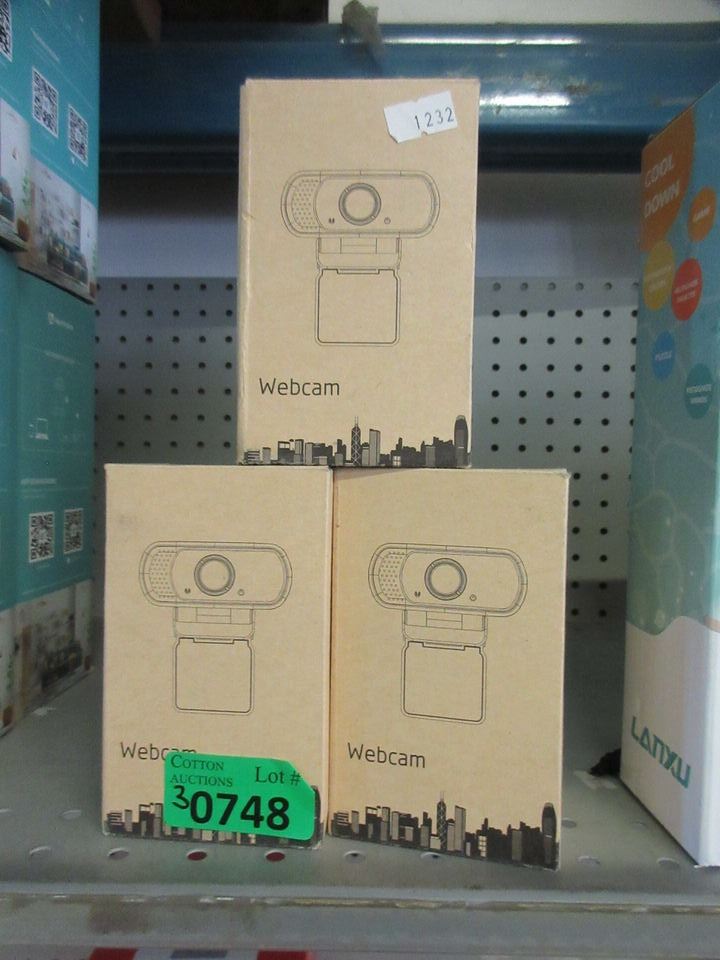 1232
Webcam
Webcam
Webcam
COTTON
AUCTIONS
Lot #
30748
COOL
DOWN
LANXU